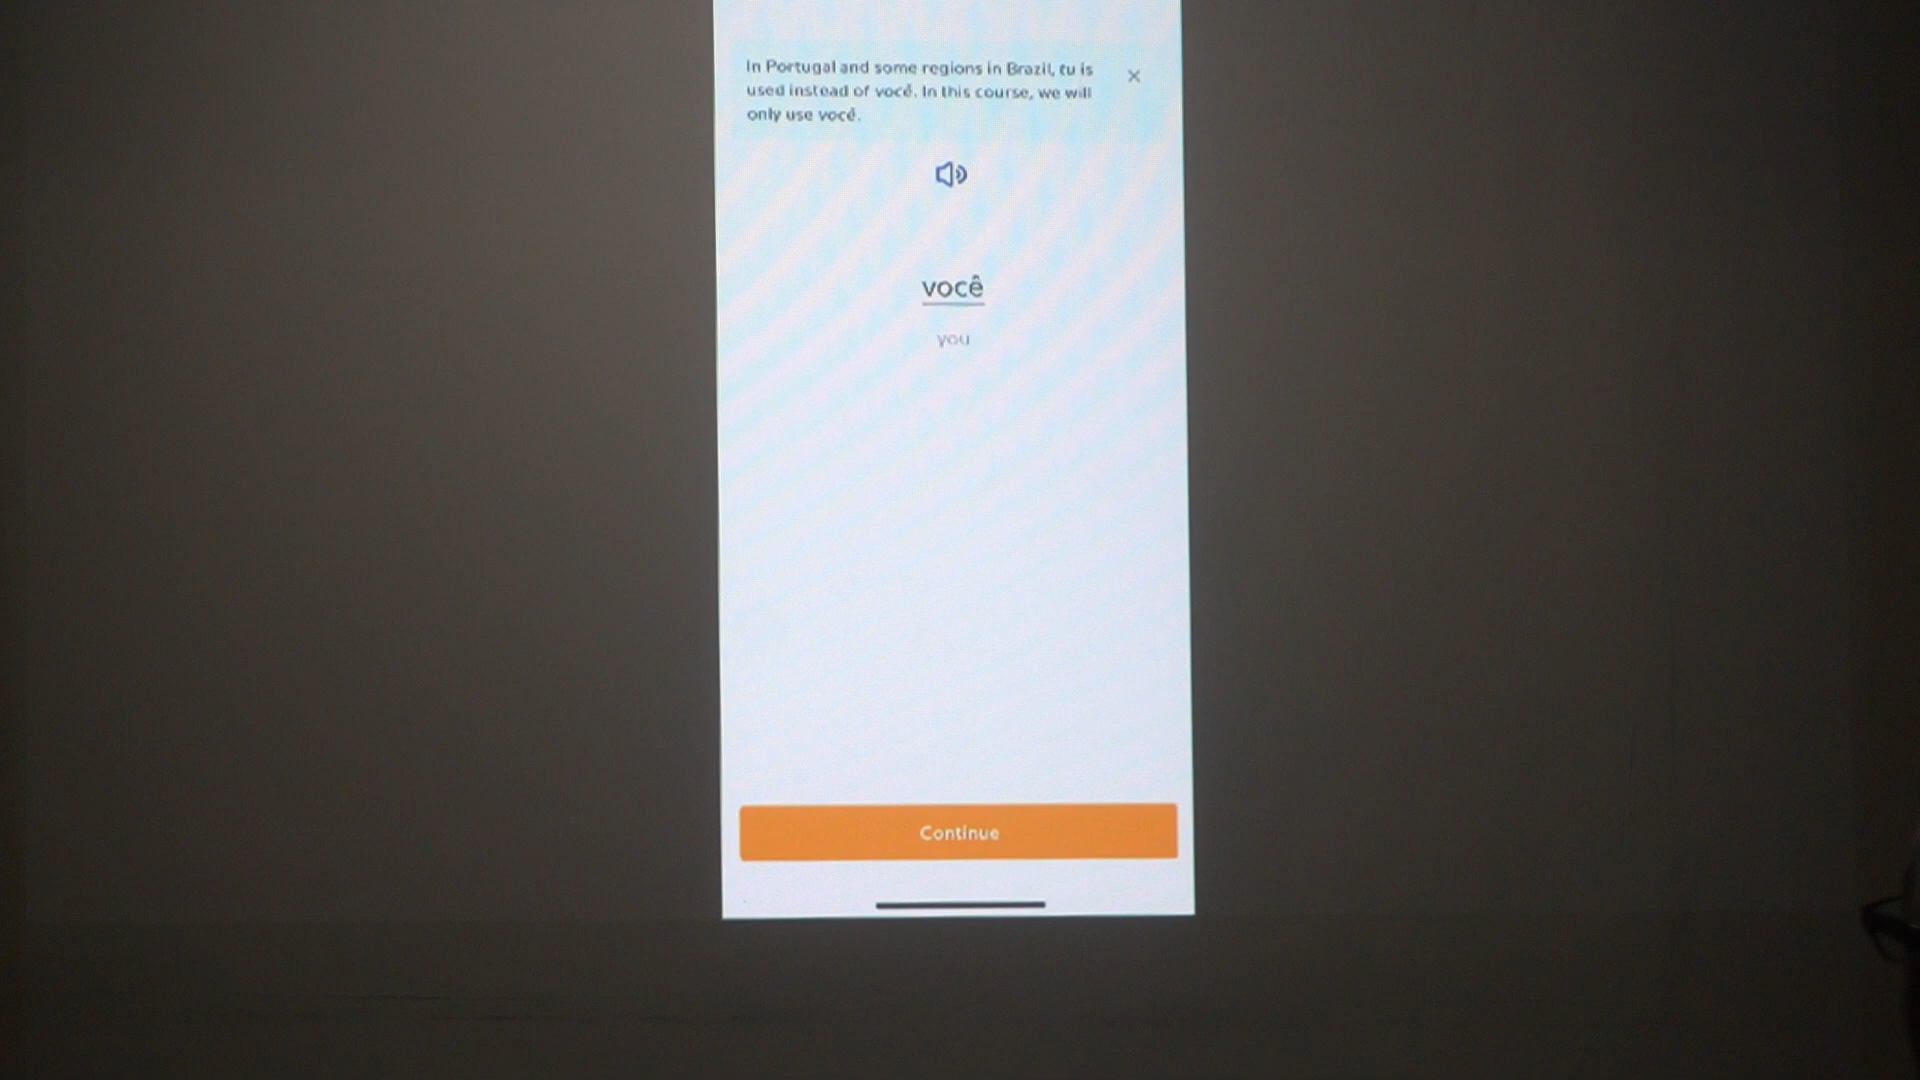 In Portugal and some regions in Brazil, tu is
used instead of você. In this course, we will
only use você.
você
you
Continue